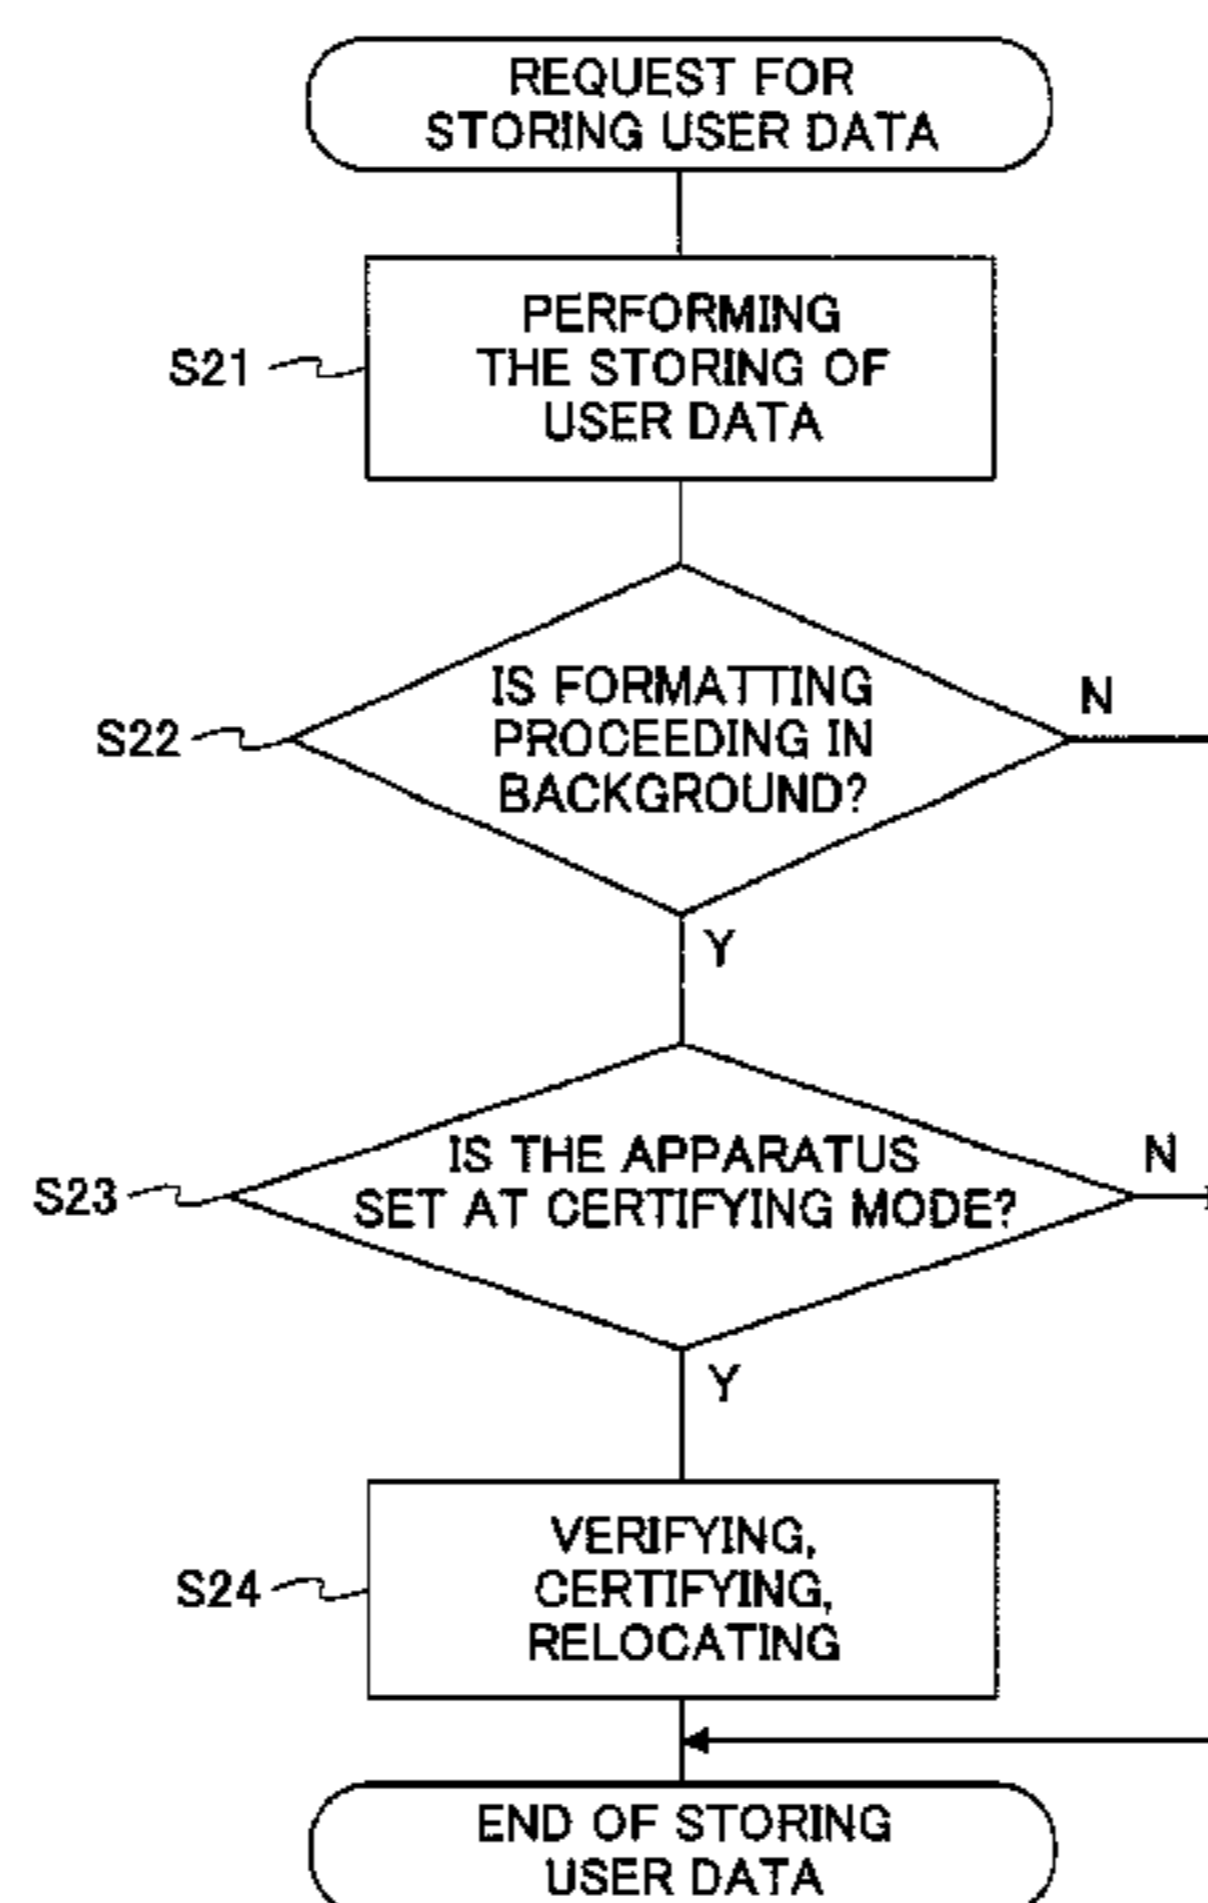 REQUEST FOR
STORING USER DATA
S21
PERFORMING
THE STORING OF
USER DATA
S22
IS FORMATTING
PROCEEDING IN
BACKGROUND?
N
Y
S23
IS THE APPARATUS
SET AT CERTIFYING MODE?
N
Y
S24
VERIFYING,
CERTIFYING,
RELOCATING
END OF STORING
USER DATA